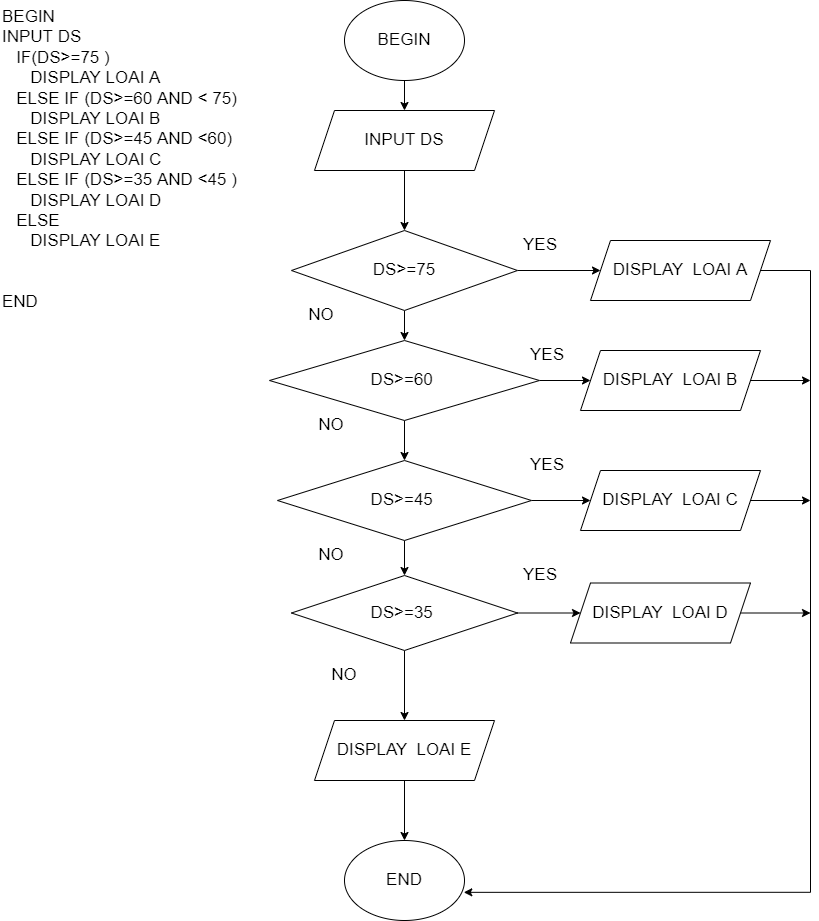 BEGIN
INPUT DS
IF(DS>=75 )
DISPLAY LOAI A
ELSE IF (DS>=60 AND < 75)
DISPLAY LOAI B
ELSE IF (DS>=45 AND <60)
DISPLAY LOAI C
ELSE IF (DS>=35 AND <45 )
DISPLAY LOAI D
ELSE
DISPLAY LOAI E
END
BEGIN
INPUT DS
DS>=75
YES
DISPLAY LOAI A
NO
DS>=60
YES
DISPLAY LOAI B
NO
DS>=45
YES
DISPLAY LOAI C
NO
DS>=35
YES
DISPLAY LOAI D
NO
DISPLAY LOAI E
END